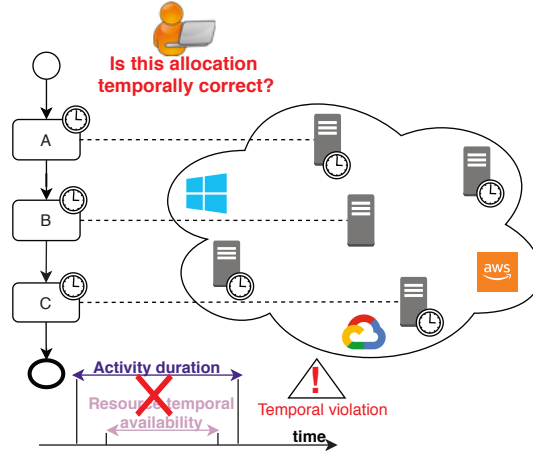 Is this allocation
temporally correct?
A
B
C
aws
Activity duration
Resource temporal
availability
!
Temporal violation
time